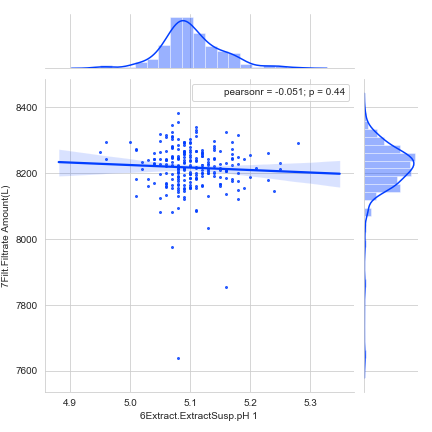 pearsonr = -0.051; p = 0.44
8400
8200
8000
7800
7600
7Filt.Filtrate Amount(L)
4.9 5.0 5.1 5.2 5.3
6Extract.ExtractSusp.pH 1